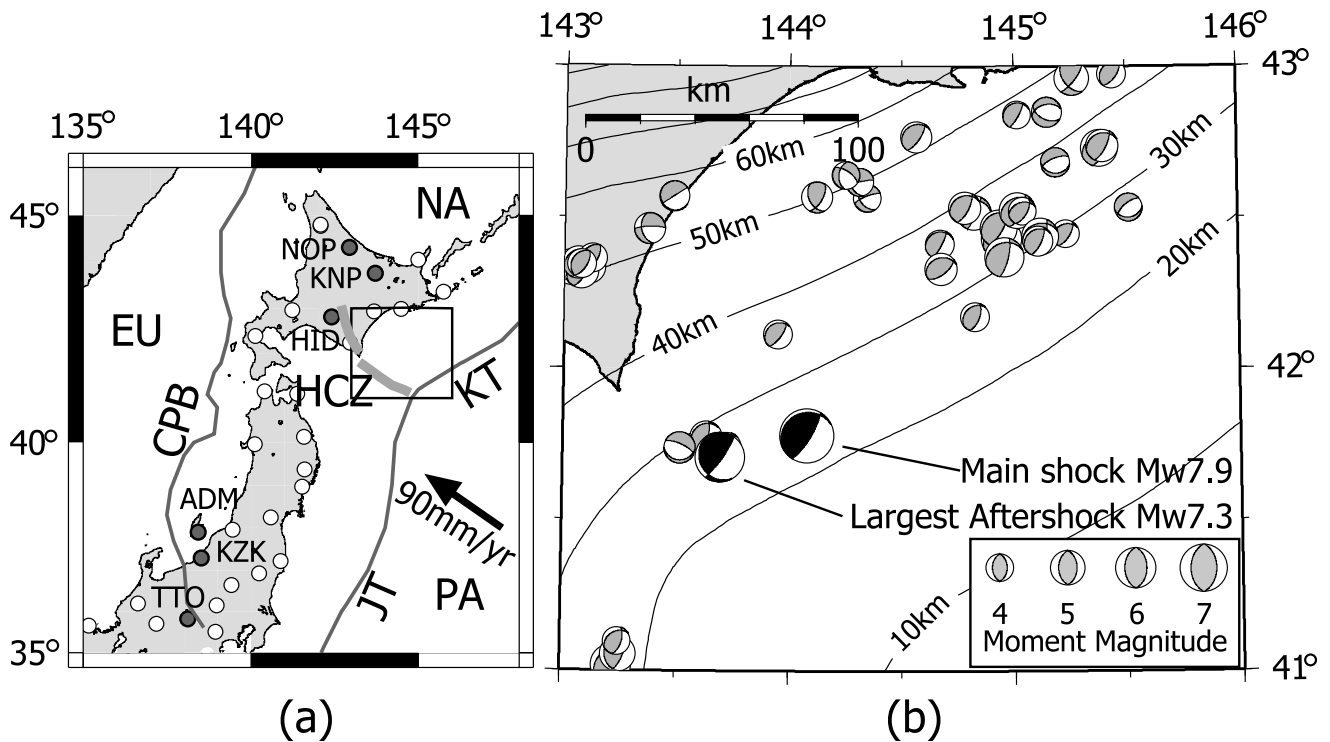 143° 144° 145° 146°
43°
km
0 100
60km
50km
40km
30km
20km
10km
42°
41°
Main shock Mw7.9
Largest Aftershock Mw7.3
4 5 6 7
Moment Magnitude
(b)
135° 140° 145°
45°
40°
35°
NA
NOP
KNP
EU
HID
HCZ
KT
CPB
ADM
90mm/yr
KZK
TTO
JT
PA
(a)